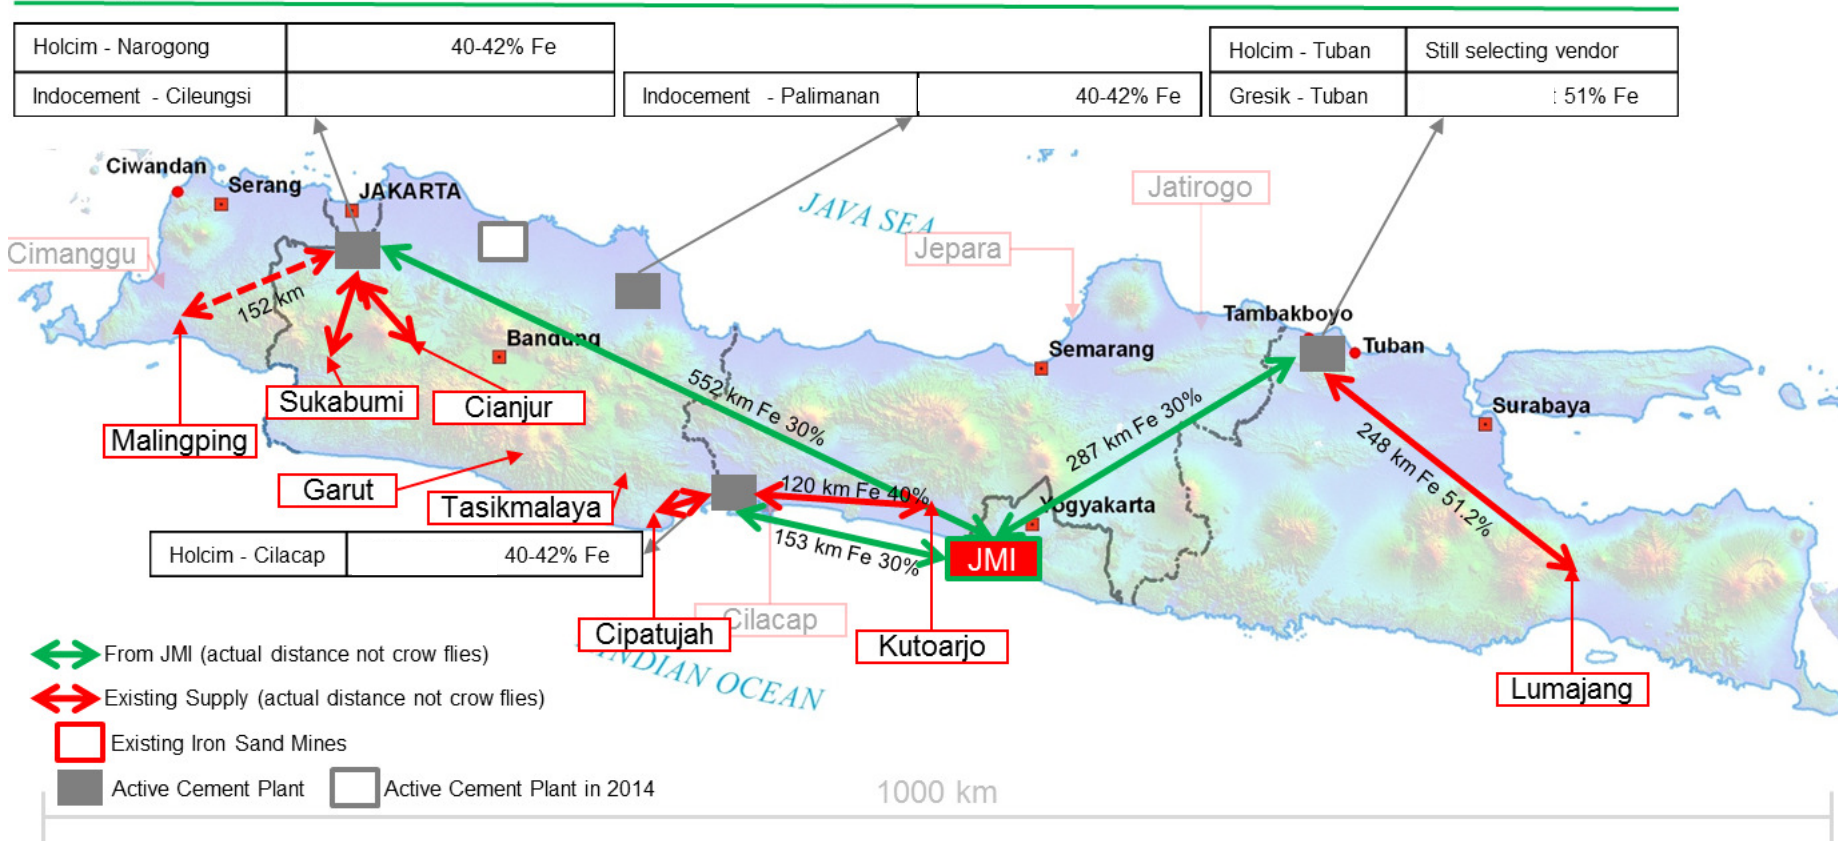 Holcim - Narogong 40-42% Fe
Indocement - Cileungsi
Indocement - Palimanan 40-42% Fe
Holcim - Tuban Still selecting vendor
Gresik - Tuban t 51% Fe
Ciwandan
Serang
JAKARTA
JAVA SEA
Jatirogo
Jepara
Cimanggu
152 km
Tambakboyo
Tuban
Bandung
Semarang
Surabaya
Sukabumi
Cianjur
Malingping
552 km Fe 30%
287 km Fe 30%
248 km Fe 51.2%
Garut
Tasikmalaya
120 km Fe 40%
Yogyakarta
Holcim - Cilacap 40-42% Fe
153 km Fe 30%
JMI
Cipatujah
Cilacap
Kutoarjo
INDIAN OCEAN
Lumajang
From JMI (actual distance not crow flies)
Existing Supply (actual distance not crow flies)
Existing Iron Sand Mines
Active Cement Plant
Active Cement Plant in 2014
1000 km